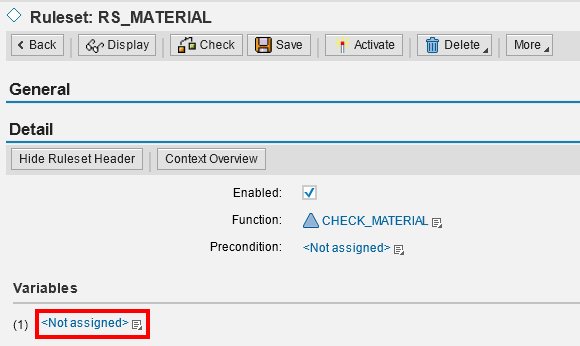 Ruleset: RS_MATERIAL
Back Display Check Save Activate Delete More
General
Detail
Hide Ruleset Header Context Overview
Enabled:
Function: CHECK_MATERIAL
Precondition: <Not assigned>
Variables
(1) <Not assigned>